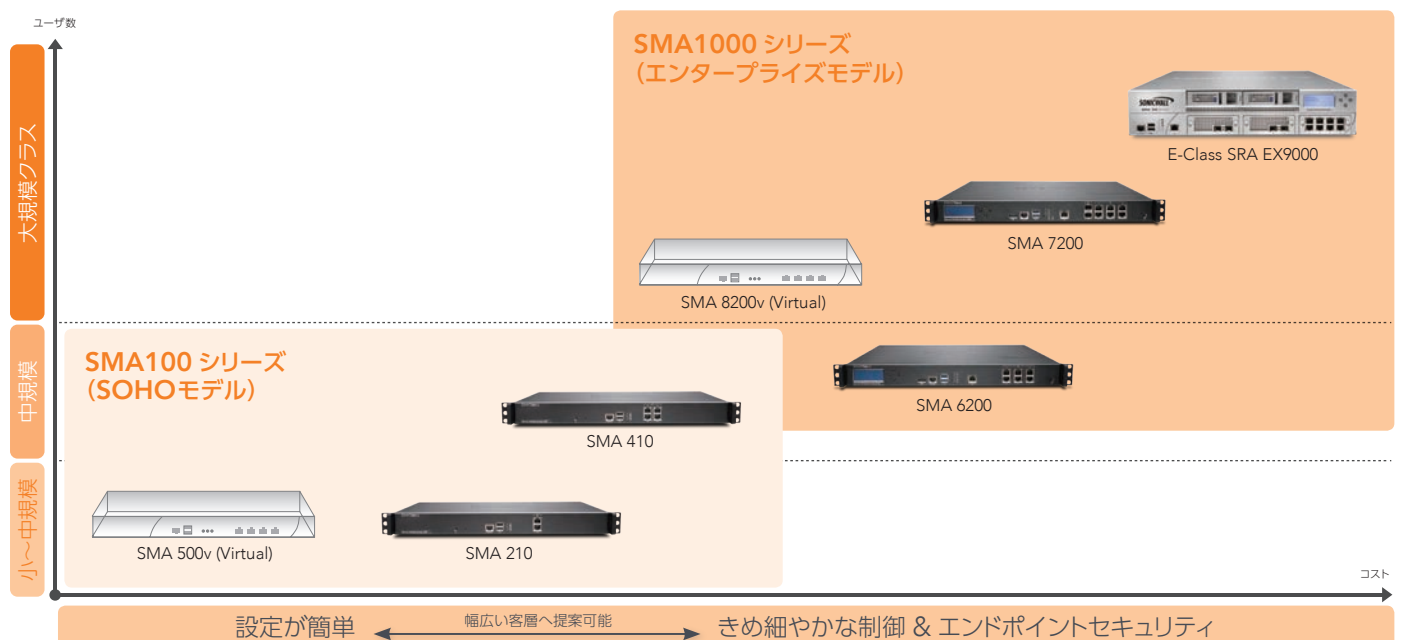 ユーザ数
SMA1000 シリーズ
（エンタープライズモデル）
SONICWALL
E-Class SRA EX9000
大規模クラス
SMA 7200
SMA 8200v (Virtual)
中規模
SMA100 シリーズ
（SOHOモデル）
SMA 6200
SMA 410
小～中規模
SMA 500v (Virtual)
SMA 210
コスト
設定が簡単
幅広い客層へ提案可能
きめ細やかな制御 & エンドポイントセキュリティ